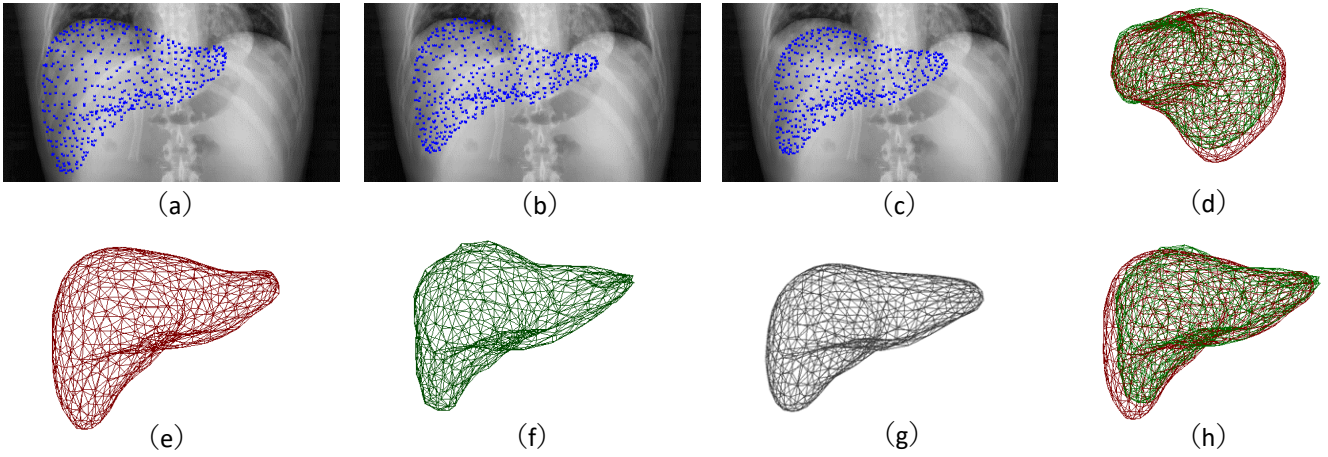 （a）
（b）
（c）
（d）
（e）
（f）
（g）
（h）